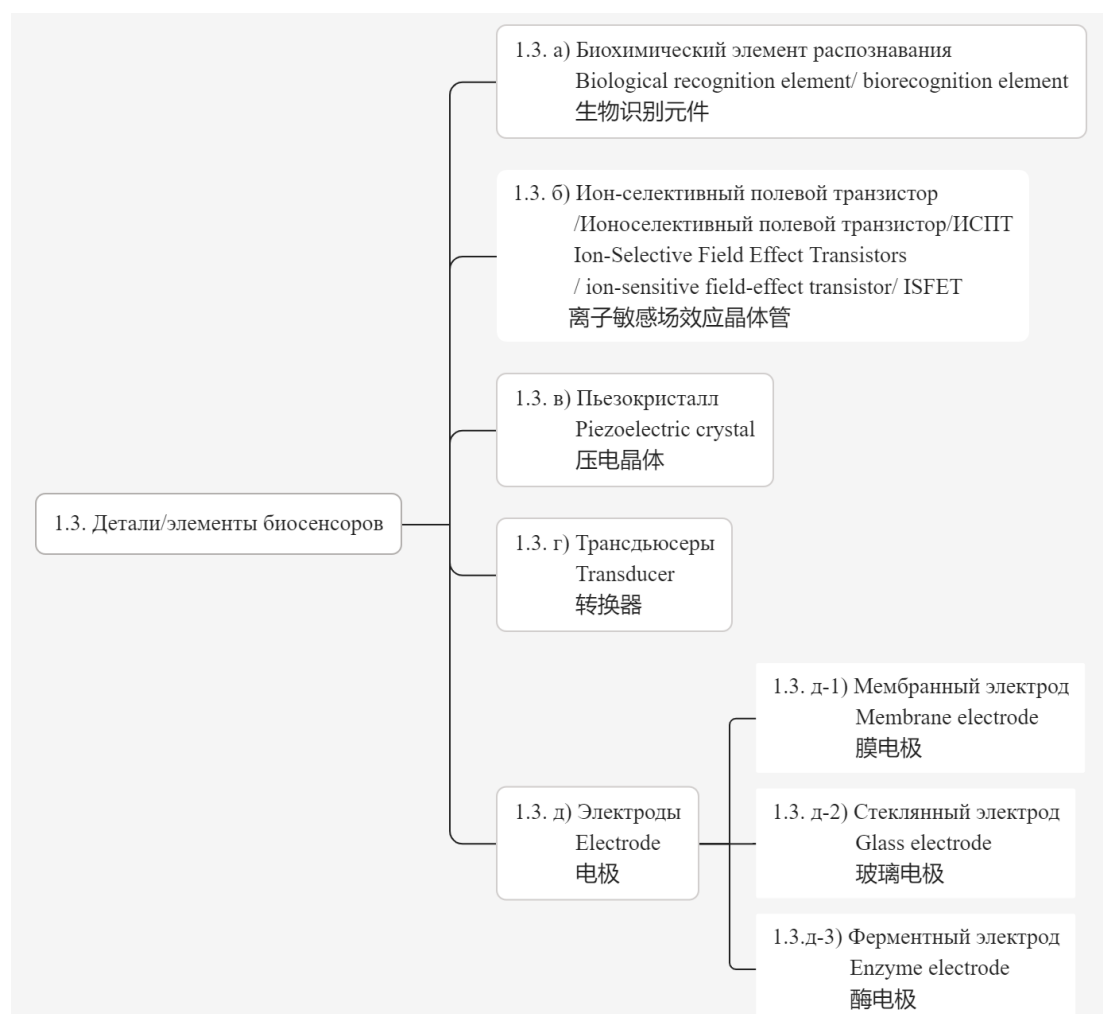 1.3. а) Биохимический элемент распознавания
Biological recognition element/ biorecognition element
生物识别元件
1.3. б) Ион-селективный полевой транзистор
/Ионоселективный полевой транзистор/ИСПТ
Ion-Selective Field Effect Transistors
/ ion-sensitive field-effect transistor/ ISFET
离子敏感场效应晶体管
1.3. в) Пьезокристалл
Piezoelectric crystal
压电晶体
1.3. Детали/элементы биосенсоров
1.3. г) Трансдьюсеры
Transducer
转换器
1.3. д) Электроды
Electrode
电极
1.3. д-1) Мембранный электрод
Membrane electrode
膜电极
1.3. д-2) Стеклянный электрод
Glass electrode
玻璃电极
1.3.д-3) Ферментный электрод
Enzyme electrode
酶电极